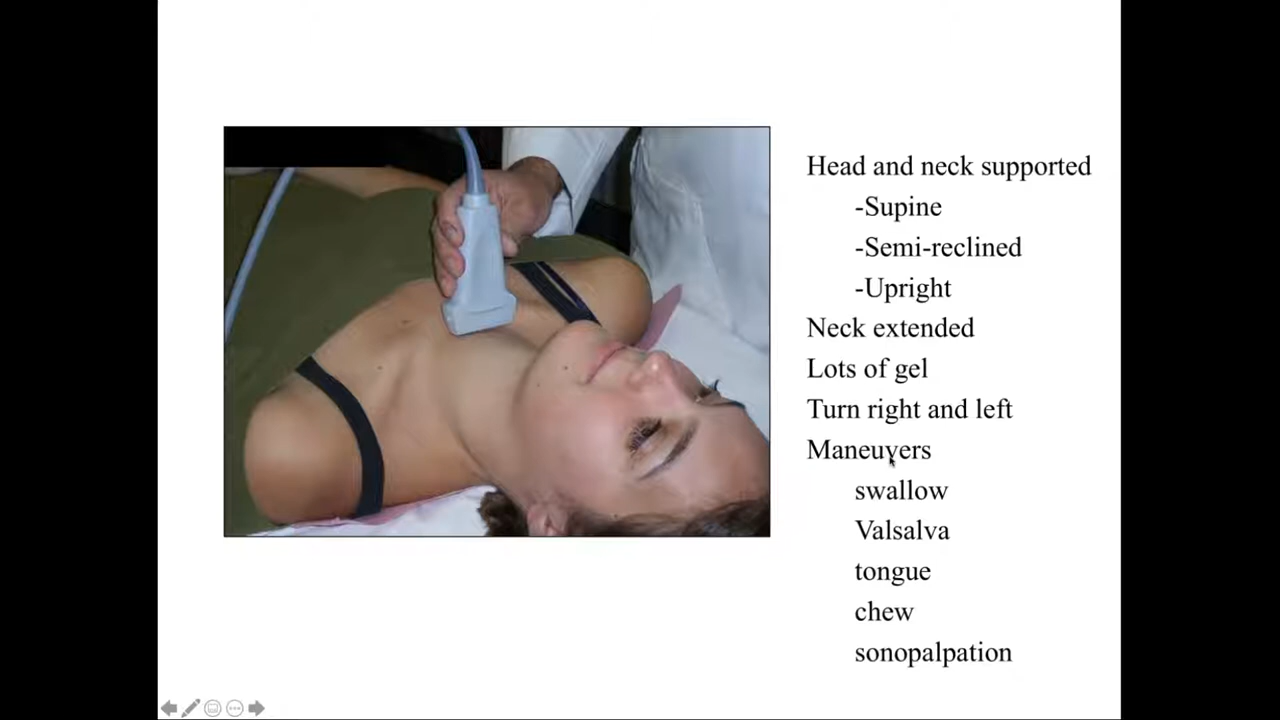 Head and neck supported
-Supine
-Semi-reclined
-Upright
Neck extended
Lots of gel
Turn right and left
Maneuvers
swallow
Valsalva
tongue
chew
sonopalpation